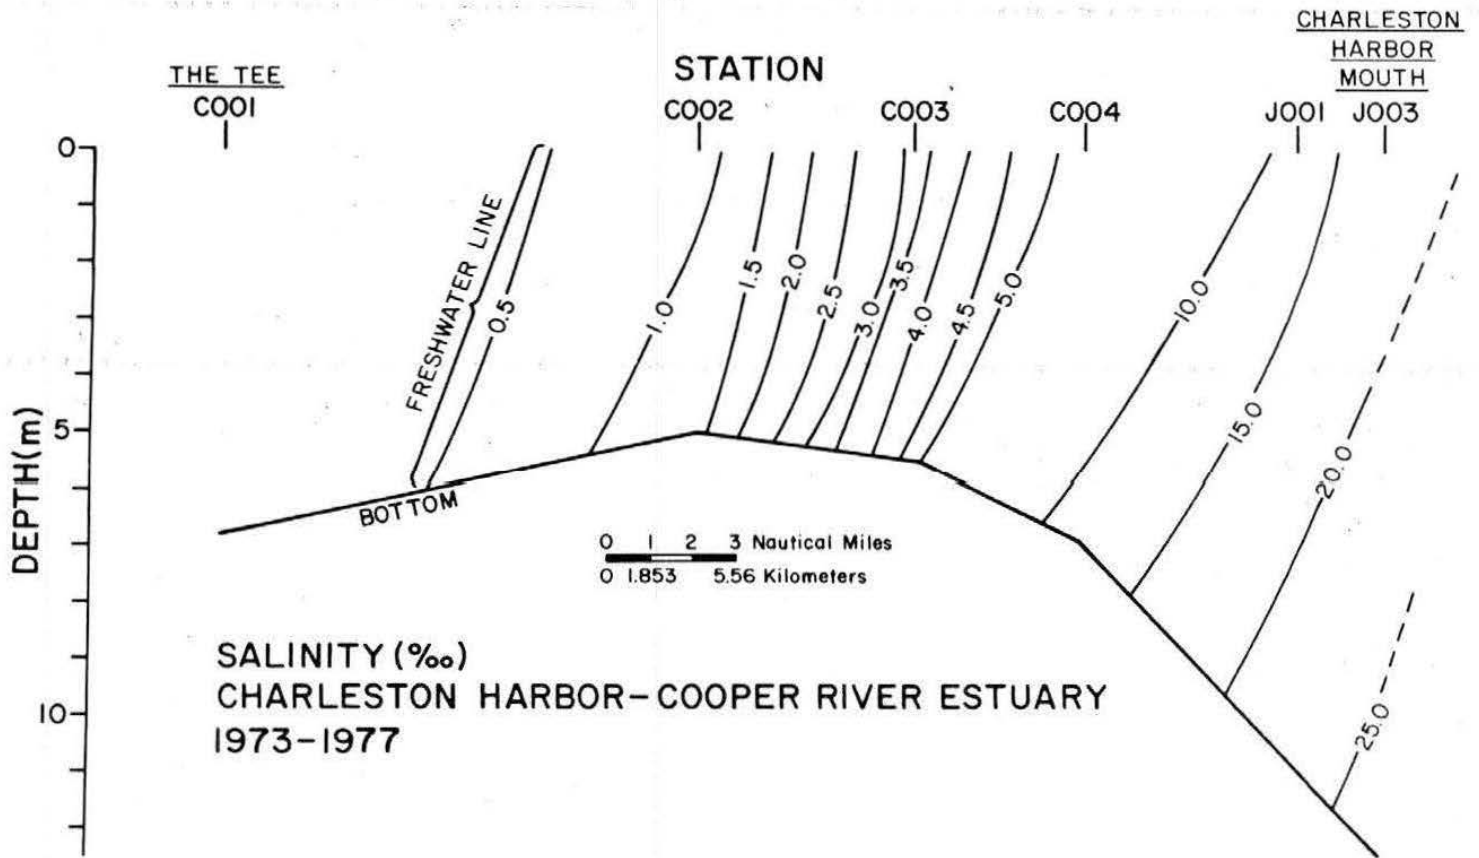 CHARLESTON
HARBOR
MOUTH
THE TEE
STATION
C001
C002
C003
C004
J001
J003
0
5
10
DEPTH(m)
FRESHWATER LINE
0.5
1.0
1.5
2.0
2.5
3.0
3.5
4.0
4.5
5.0
10.0
15.0
20.0
25.0
BOTTOM
0 1 2 3 Nautical Miles
0 1.853 5.56 Kilometers
SALINITY (‰)
CHARLESTON HARBOR-COOPER RIVER ESTUARY
1973-1977